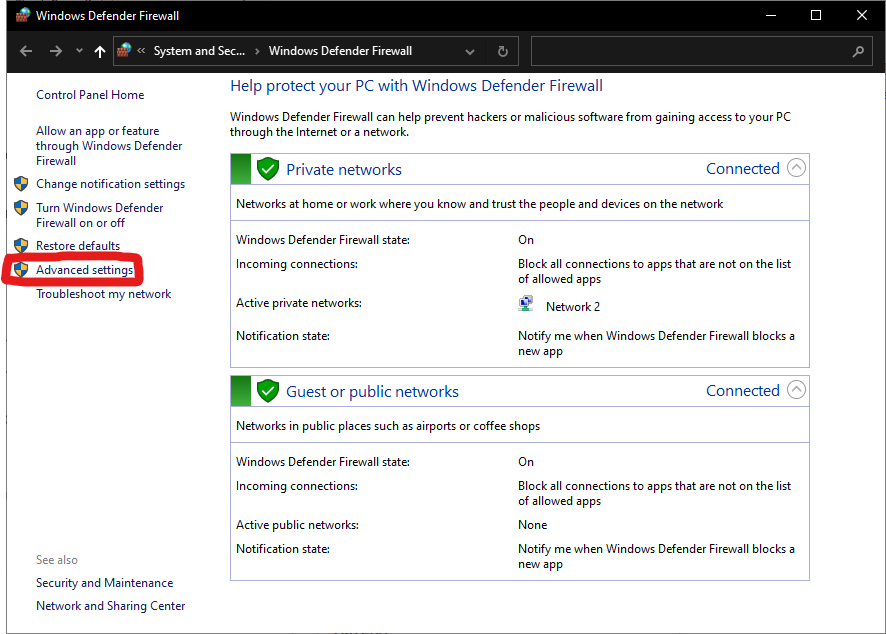 Windows Defender Firewall
« System and Sec... › Windows Defender Firewall
Control Panel Home
Allow an app or feature
through Windows Defender
Firewall
Change notification settings
Turn Windows Defender
Firewall on or off
Restore defaults
Advanced settings
Troubleshoot my network
See also
Security and Maintenance
Network and Sharing Center
Help protect your PC with Windows Defender Firewall
Windows Defender Firewall can help prevent hackers or malicious software from gaining access to your PC
through the Internet or a network.
Private networks Connected
Networks at home or work where you know and trust the people and devices on the network
Windows Defender Firewall state: On
Incoming connections: Block all connections to apps that are not on the list
of allowed apps
Active private networks: Network 2
Notification state: Notify me when Windows Defender Firewall blocks a
new app
Guest or public networks Connected
Networks in public places such as airports or coffee shops
Windows Defender Firewall state: On
Incoming connections: Block all connections to apps that are not on the list
of allowed apps
Active public networks: None
Notification state: Notify me when Windows Defender Firewall blocks a
new app